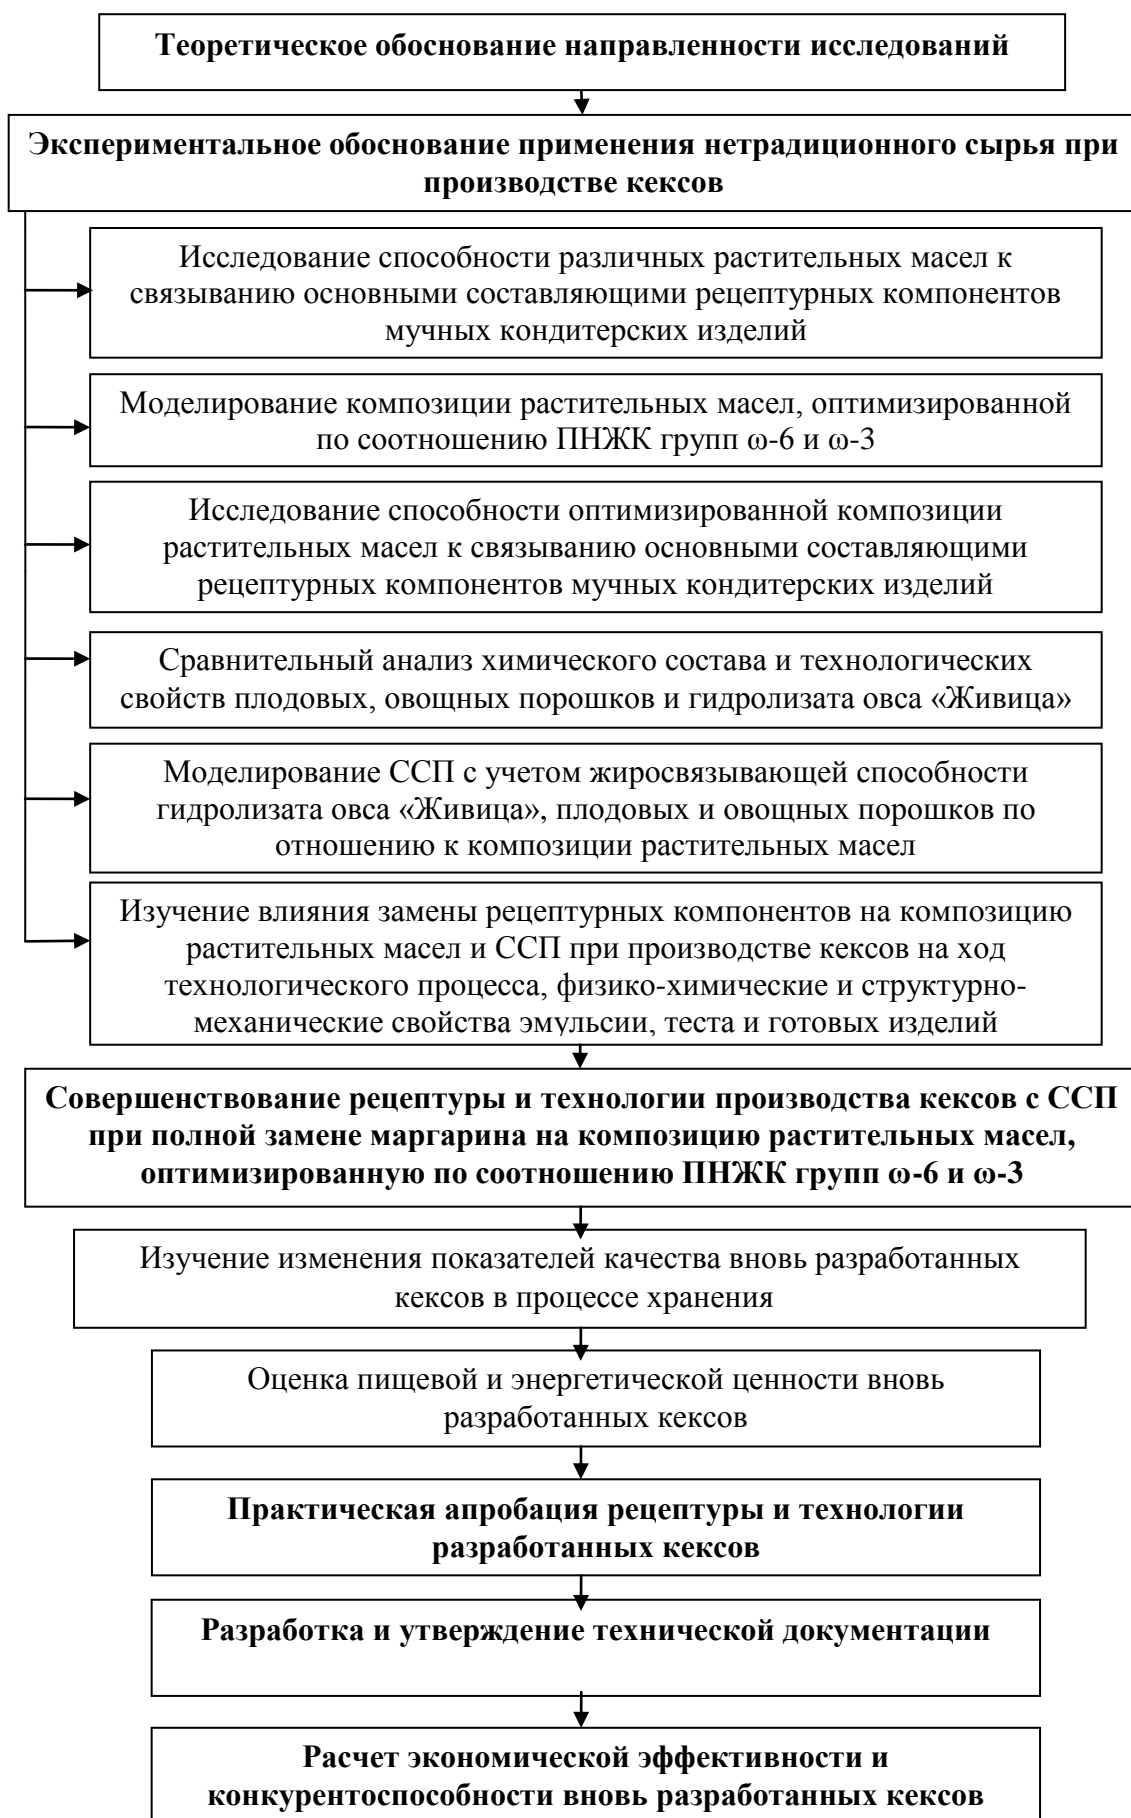 Теоретическое обоснование направленности исследований
Экспериментальное обоснование применения нетрадиционного сырья при
производстве кексов
Исследование способности различных растительных масел к
связыванию основными составляющими рецептурных компонентов
мучных кондитерских изделий
Моделирование композиции растительных масел, оптимизированной
по соотношению ПНЖК групп ω-6 и ω-3
Исследование способности оптимизированной композиции
растительных масел к связыванию основными составляющими
рецептурных компонентов мучных кондитерских изделий
Сравнительный анализ химического состава и технологических
свойств плодовых, овощных порошков и гидролизата овса «Живица»
Моделирование ССП с учетом жиросвязывающей способности
гидролизата овса «Живица», плодовых и овощных порошков по
отношению к композиции растительных масел
Изучение влияния замены рецептурных компонентов на композицию
растительных масел и ССП при производстве кексов на ход
технологического процесса, физико-химические и структурно-
механические свойства эмульсии, теста и готовых изделий
Совершенствование рецептуры и технологии производства кексов с ССП
при полной замене маргарина на композицию растительных масел,
оптимизированную по соотношению ПНЖК групп ω-6 и ω-3
Изучение изменения показателей качества вновь разработанных
кексов в процессе хранения
Оценка пищевой и энергетической ценности вновь
разработанных кексов
Практическая апробация рецептуры и технологии
разработанных кексов
Разработка и утверждение технической документации
Расчет экономической эффективности и
конкурентоспособности вновь разработанных кексов